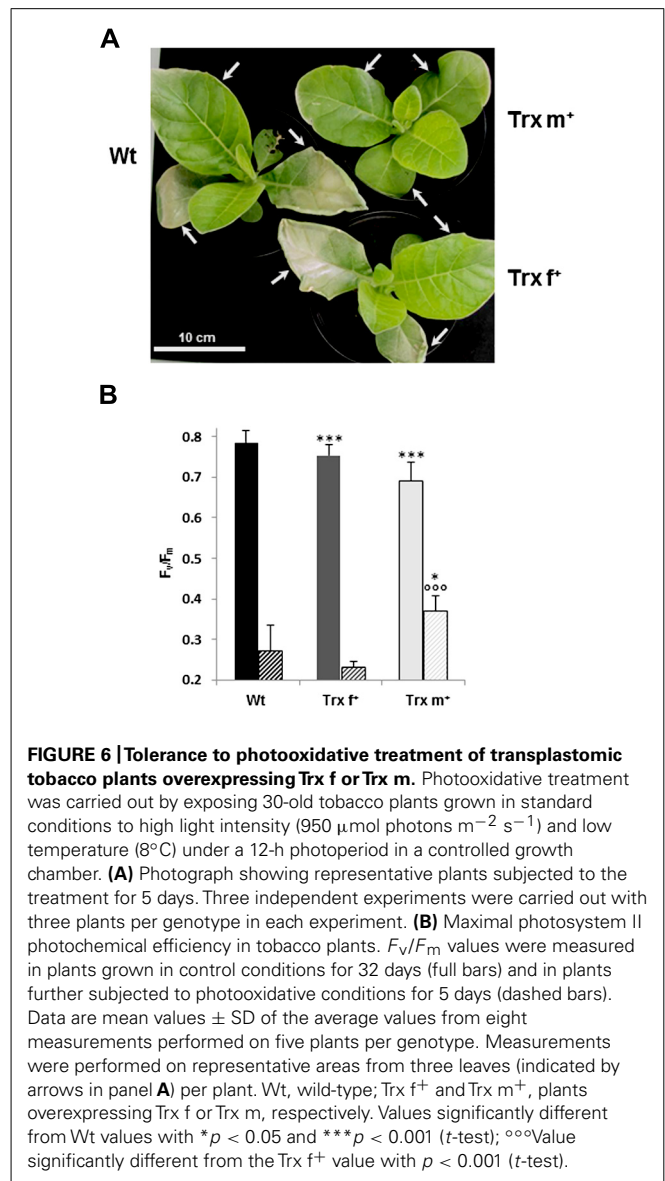 A
Wt
Trx m⁺
Trx f⁺
10 cm
B
0.8
0.7
0.6
0.5
0.4
0.3
0.2
Fv/Fm
***
***
*
°°°
Wt
Trx f⁺
Trx m⁺
FIGURE 6 | Tolerance to photooxidative treatment of transplastomic
tobacco plants overexpressing Trx f or Trx m. Photooxidative treatment
was carried out by exposing 30-old tobacco plants grown in standard
conditions to high light intensity (950 μmol photons m⁻² s⁻¹) and low
temperature (8°C) under a 12-h photoperiod in a controlled growth
chamber. (A) Photograph showing representative plants subjected to the
treatment for 5 days. Three independent experiments were carried out with
three plants per genotype in each experiment. (B) Maximal photosystem II
photochemical efficiency in tobacco plants. Fv/Fm values were measured
in plants grown in control conditions for 32 days (full bars) and in plants
further subjected to photooxidative conditions for 5 days (dashed bars).
Data are mean values ± SD of the average values from eight
measurements performed on five plants per genotype. Measurements
were performed on representative areas from three leaves (indicated by
arrows in panel A) per plant. Wt, wild-type; Trx f⁺ and Trx m⁺, plants
overexpressing Trx f or Trx m, respectively. Values significantly different
from Wt values with *p < 0.05 and ***p < 0.001 (t-test); °°°Value
significantly different from the Trx f⁺ value with p < 0.001 (t-test).